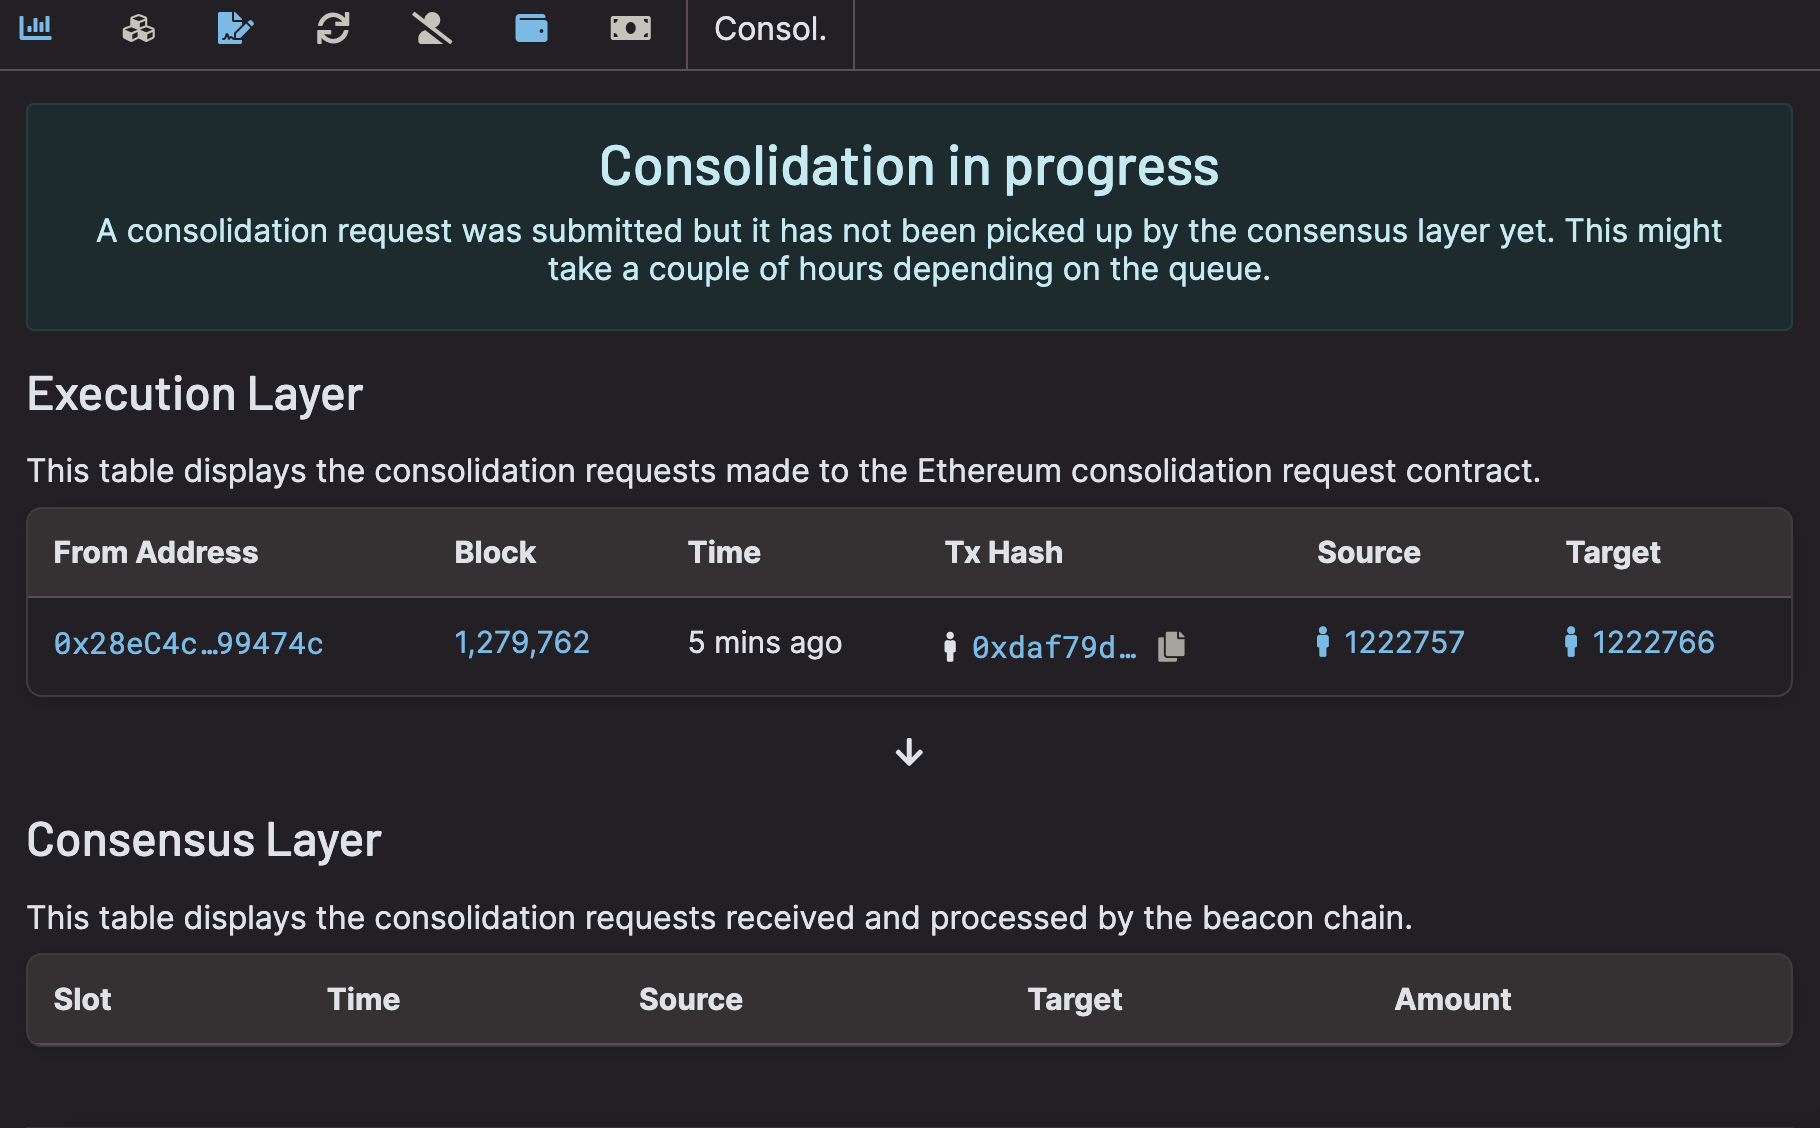 Consol.
Consolidation in progress
A consolidation request was submitted but it has not been picked up by the consensus layer yet. This might
take a couple of hours depending on the queue.
Execution Layer
This table displays the consolidation requests made to the Ethereum consolidation request contract.
From Address Block Time Tx Hash Source Target
0x28eC4c…99474c 1,279,762 5 mins ago 0xdaf79d… 1222757 1222766
Consensus Layer
This table displays the consolidation requests received and processed by the beacon chain.
Slot Time Source Target Amount